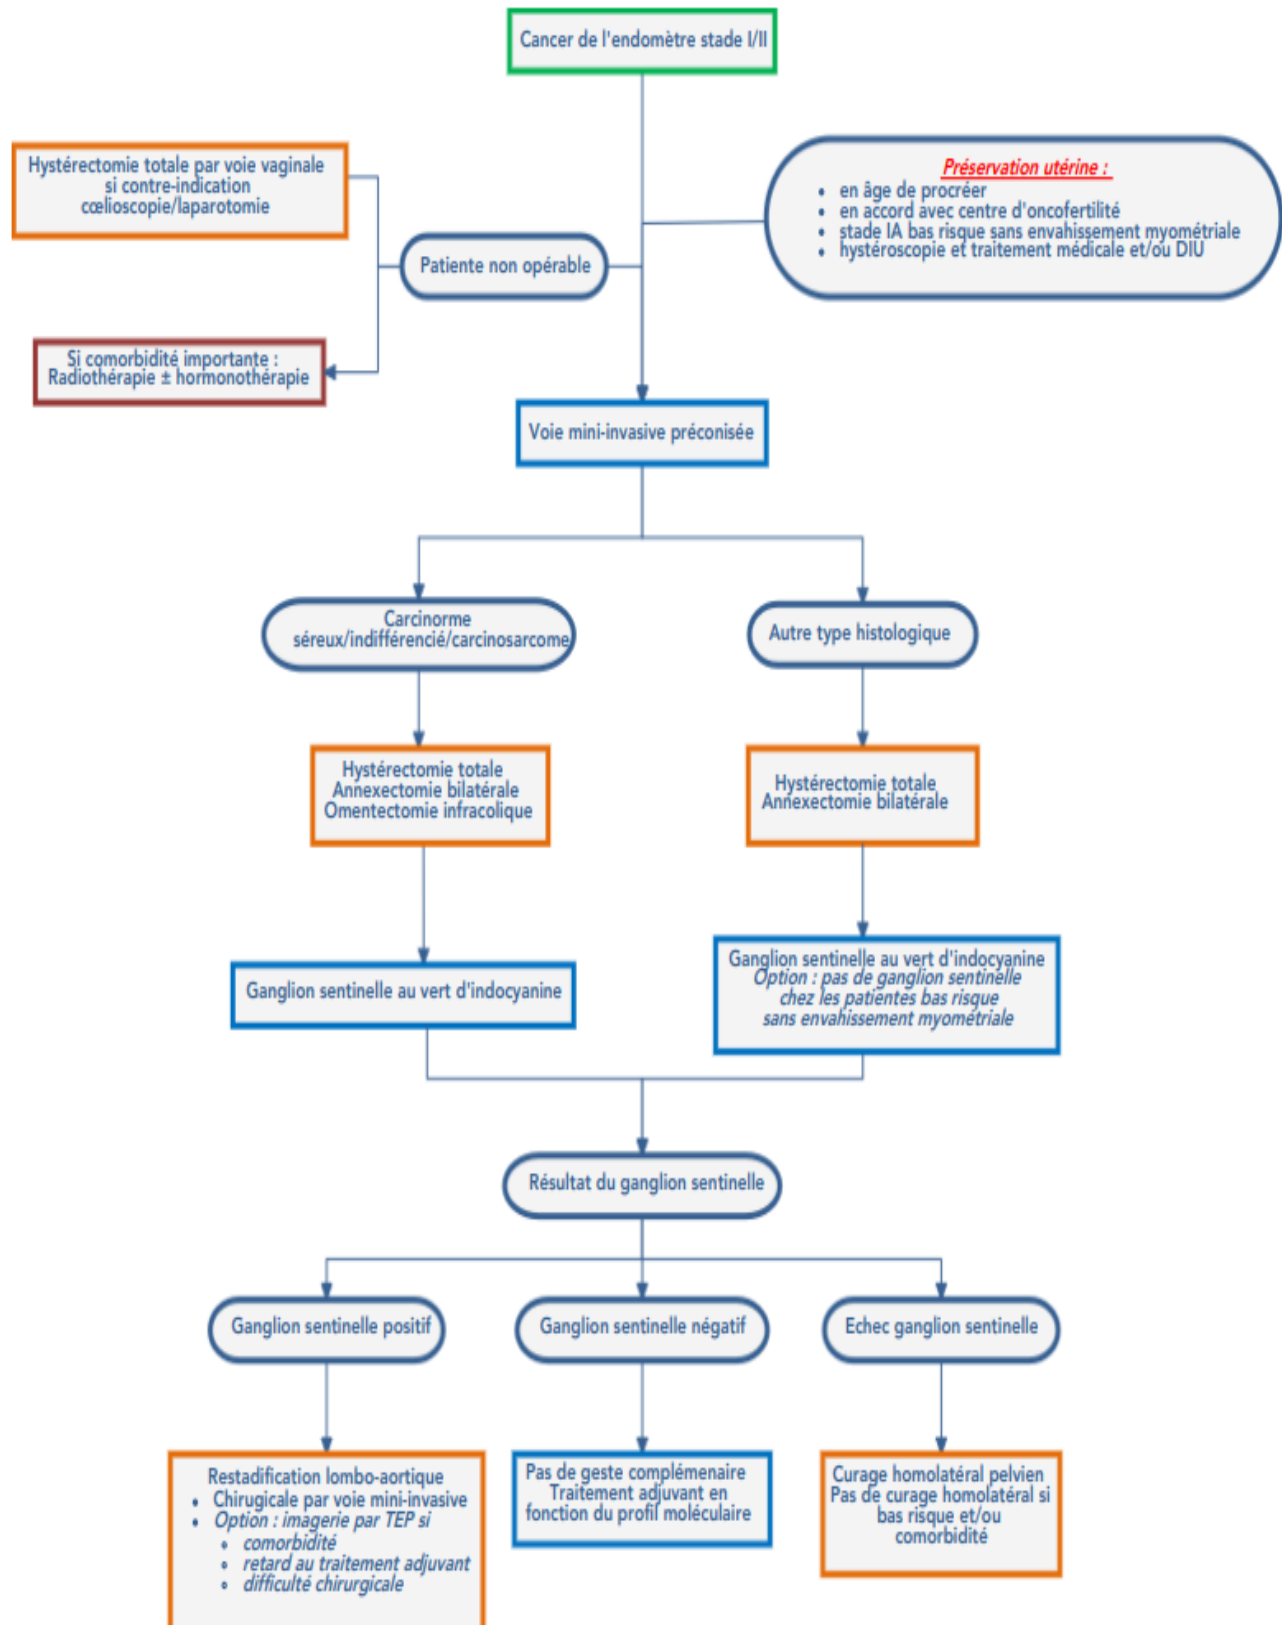 Cancer de l'endomètre stade I/II
Hystérectomie totale par voie vaginale
si contre-indication
cœlioscopie/laparotomie
Préservation utérine :
• en âge de procréer
• en accord avec centre d'oncofertilité
• stade IA bas risque sans envahissement myométriale
• hystéroscopie et traitement médicale et/ou DIU
Patiente non opérable
Si comorbidité importante :
Radiothérapie ± hormonothérapie
Voie mini-invasive préconisée
Carcinorme
séreux/indifférencié/carcinosarcome
Autre type histologique
Hystérectomie totale
Annexectomie bilatérale
Omentectomie infracolique
Hystérectomie totale
Annexectomie bilatérale
Ganglion sentinelle au vert d'indocyanine
Ganglion sentinelle au vert d'indocyanine
Option : pas de ganglion sentinelle
chez les patientes bas risque
sans envahissement myométriale
Résultat du ganglion sentinelle
Ganglion sentinelle positif
Ganglion sentinelle négatif
Echec ganglion sentinelle
Restadification lombo-aortique
• Chirugicale par voie mini-invasive
• Option : imagerie par TEP si
∘ comorbidité
∘ retard au traitement adjuvant
∘ difficulté chirurgicale
Pas de geste complémenaire
Traitement adjuvant en
fonction du profil moléculaire
Curage homolatéral pelvien
Pas de curage homolatéral si
bas risque et/ou
comorbidité